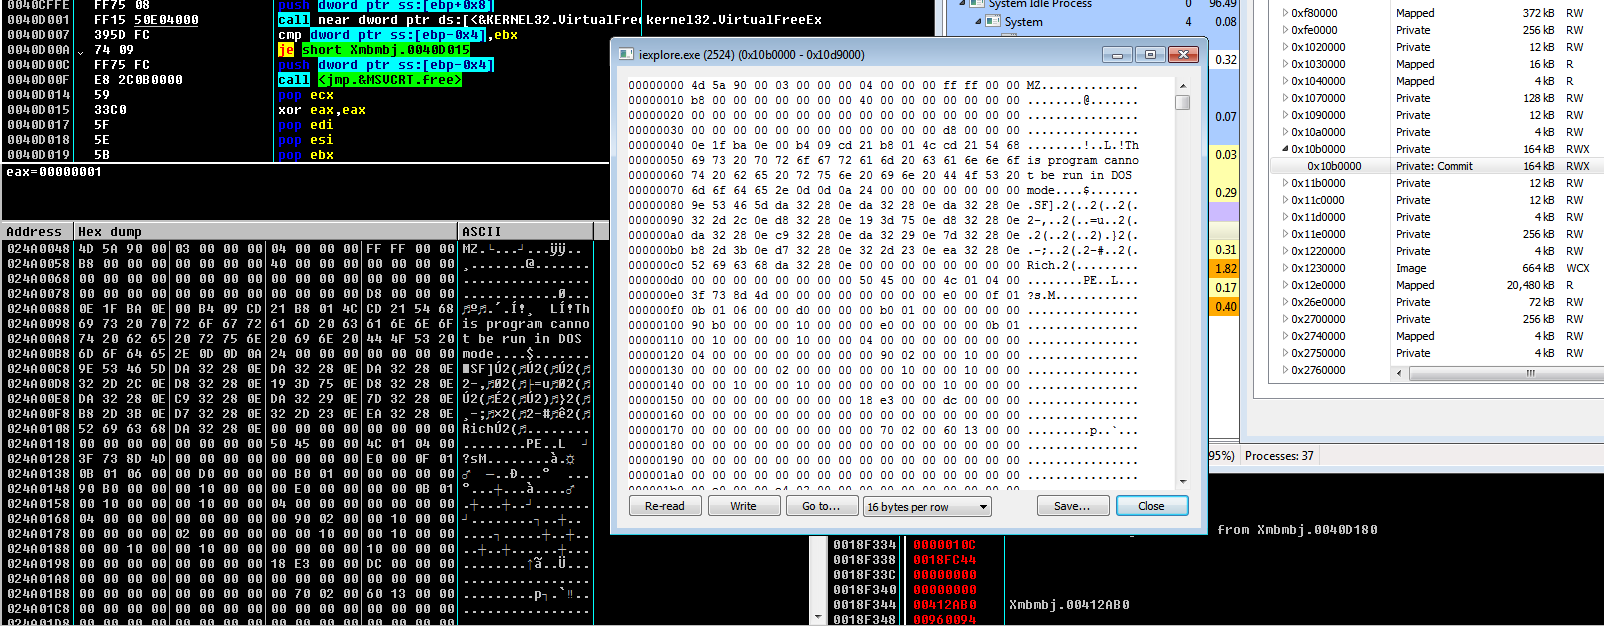 0040CFFE FF75 08 push dword ptr ss:[ebp+0x8]
0040D001 FF15 50E04000 call near dword ptr ds:[<&KERNEL32.VirtualFre kernel32.VirtualFreeEx
0040D007 395D FC cmp dword ptr ss:[ebp-0x4],ebx
0040D00A 74 09 je short Xmbmbj.0040D015
0040D00C FF75 FC push dword ptr ss:[ebp-0x4]
0040D00F E8 2C0B0000 call <jmp.&MSVCRT.free>
0040D014 59 pop ecx
0040D015 33C0 xor eax,eax
0040D017 5F pop edi
0040D018 5E pop esi
0040D019 5B pop ebx
eax=00000001
Address Hex dump ASCII
024A0048 4D 5A 90 00 03 00 00 00 04 00 00 00 FF FF 00 00
024A0058 B8 00 00 00 00 00 00 00 40 00 00 00 00 00 00 00
024A0068 00 00 00 00 00 00 00 00 00 00 00 00 00 00 00 00
024A0078 00 00 00 00 00 00 00 00 00 00 00 00 D8 00 00 00
024A0088 0E 1F BA 0E 00 B4 09 CD 21 B8 01 4C CD 21 54 68
024A0098 69 73 20 70 72 6F 67 72 61 6D 20 63 61 6E 6E 6F is program canno
024A00A8 74 20 62 65 20 72 75 6E 20 69 6E 20 44 4F 53 20 t be run in DOS
024A00B8 6D 6F 64 65 2E 0D 0D 0A 24 00 00 00 00 00 00 00 mode....$.......
024A00C8 9E 53 46 5D DA 32 28 0E DA 32 28 0E DA 32 28 0E
024A00D8 32 2D 2C 0E D8 32 28 0E 19 3D 75 0E D8 32 28 0E
024A00E8 DA 32 28 0E C9 32 28 0E DA 32 29 0E 7D 32 28 0E
024A00F8 B8 2D 3B 0E D7 32 28 0E 32 2D 23 0E EA 32 28 0E
024A0108 52 69 63 68 DA 32 28 0E 00 00 00 00 00 00 00 00
024A0118 00 00 00 00 00 00 00 00 50 45 00 00 4C 01 04 00
024A0128 3F 73 8D 4D 00 00 00 00 00 00 00 00 E0 00 0F 01
024A0138 0B 01 06 00 00 D0 00 00 00 B0 01 00 00 00 00 00
024A0148 90 B0 00 00 00 10 00 00 00 E0 00 00 00 00 0B 01
024A0158 00 10 00 00 00 10 00 00 04 00 00 00 00 00 00 00
024A0168 04 00 00 00 00 00 00 00 00 90 02 00 00 10 00 00
024A0178 00 00 00 00 02 00 00 00 00 00 10 00 00 10 00 00
024A0188 00 00 10 00 00 10 00 00 00 00 00 00 10 00 00 00
024A0198 00 00 00 00 00 00 00 00 18 E3 00 00 DC 00 00 00
024A01A8 00 00 00 00 00 00 00 00 00 00 00 00 00 00 00 00
024A01B8 00 00 00 00 00 00 00 00 00 70 02 00 60 13 00 00
024A01C8 00 00 00 00 00 00 00 00 00 00 00 00 00 00 00 00
iexplore.exe (2524) (0x10b0000 - 0x10d9000)
00000000 4d 5a 90 00 03 00 00 00 04 00 00 00 ff ff 00 00 MZ..............
00000010 b8 00 00 00 00 00 00 00 40 00 00 00 00 00 00 00 ........@.......
00000020 00 00 00 00 00 00 00 00 00 00 00 00 00 00 00 00 ................
00000030 00 00 00 00 00 00 00 00 00 00 00 00 d8 00 00 00 ................
00000040 0e 1f ba 0e 00 b4 09 cd 21 b8 01 4c cd 21 54 68 ........!..L.!Th
00000050 69 73 20 70 72 6f 67 72 61 6d 20 63 61 6e 6e 6f is program canno
00000060 74 20 62 65 20 72 75 6e 20 69 6e 20 44 4f 53 20 t be run in DOS
00000070 6d 6f 64 65 2e 0d 0d 0a 24 00 00 00 00 00 00 00 mode....$.......
00000080 9e 53 46 5d da 32 28 0e da 32 28 0e da 32 28 0e .SF].2(..2(..2(.
00000090 32 2d 2c 0e d8 32 28 0e 19 3d 75 0e d8 32 28 0e 2-,..2(..=u..2(.
000000a0 da 32 28 0e c9 32 28 0e da 32 29 0e 7d 32 28 0e .2(..2(..2).}2(.
000000b0 b8 2d 3b 0e d7 32 28 0e 32 2d 23 0e ea 32 28 0e .-;..2(.2-#..2(.
000000c0 52 69 63 68 da 32 28 0e 00 00 00 00 00 00 00 00 Rich.2(.........
000000d0 00 00 00 00 00 00 00 00 50 45 00 00 4c 01 04 00 ........PE..L...
000000e0 3f 73 8d 4d 00 00 00 00 00 00 00 00 e0 00 0f 01 ?s.M............
000000f0 0b 01 06 00 00 d0 00 00 00 b0 01 00 00 00 00 00 ................
00000100 90 b0 00 00 00 10 00 00 00 e0 00 00 00 00 0b 01 ................
00000110 00 10 00 00 00 10 00 00 04 00 00 00 00 00 00 00 ................
00000120 04 00 00 00 00 00 00 00 00 90 02 00 00 10 00 00 ................
00000130 00 00 00 00 02 00 00 00 00 00 10 00 00 10 00 00 ................
00000140 00 00 10 00 00 10 00 00 00 00 00 00 10 00 00 00 ................
00000150 00 00 00 00 00 00 00 00 18 e3 00 00 dc 00 00 00 ................
00000160 00 00 00 00 00 00 00 00 00 00 00 00 00 00 00 00 ................
00000170 00 00 00 00 00 00 00 00 00 70 02 00 60 13 00 00 .........p..`...
00000180 00 00 00 00 00 00 00 00 00 00 00 00 00 00 00 00 ................
00000190 00 00 00 00 00 00 00 00 00 00 00 00 00 00 00 00 ................
000001a0 00 00 00 00 00 00 00 00 00 00 00 00 00 00 00 00 ................
Re-read Write Go to... 16 bytes per row Save... Close
System Idle Process 0 96.49
System 4 0.08
0.32
0.07
0.03
0.29
0.31
1.82
0.17
0.40
0xf80000 Mapped 372 kB RW
0xfe0000 Private 256 kB RW
0x1020000 Private 12 kB RW
0x1030000 Mapped 16 kB R
0x1040000 Mapped 4 kB R
0x1070000 Private 128 kB RW
0x1090000 Private 12 kB RW
0x10a0000 Private 4 kB RW
0x10b0000 Private 164 kB RWX
0x10b0000 Private: Commit 164 kB RWX
0x11b0000 Private 12 kB RW
0x11c0000 Private 12 kB RW
0x11d0000 Private 4 kB RW
0x11e0000 Private 256 kB RW
0x1220000 Private 4 kB RW
0x1230000 Image 664 kB WCX
0x12e0000 Mapped 20,480 kB R
0x26e0000 Private 72 kB RW
0x2700000 Private 256 kB RW
0x2740000 Mapped 4 kB RW
0x2750000 Private 4 kB RW
0x2760000
95%) Processes: 37
from Xmbmbj.0040D180
0018F334 0000010C
0018F338 0018FC44
0018F33C 00000000
0018F340 00000000
0018F344 00412AB0 Xmbmbj.00412AB0
0018F348 00960094